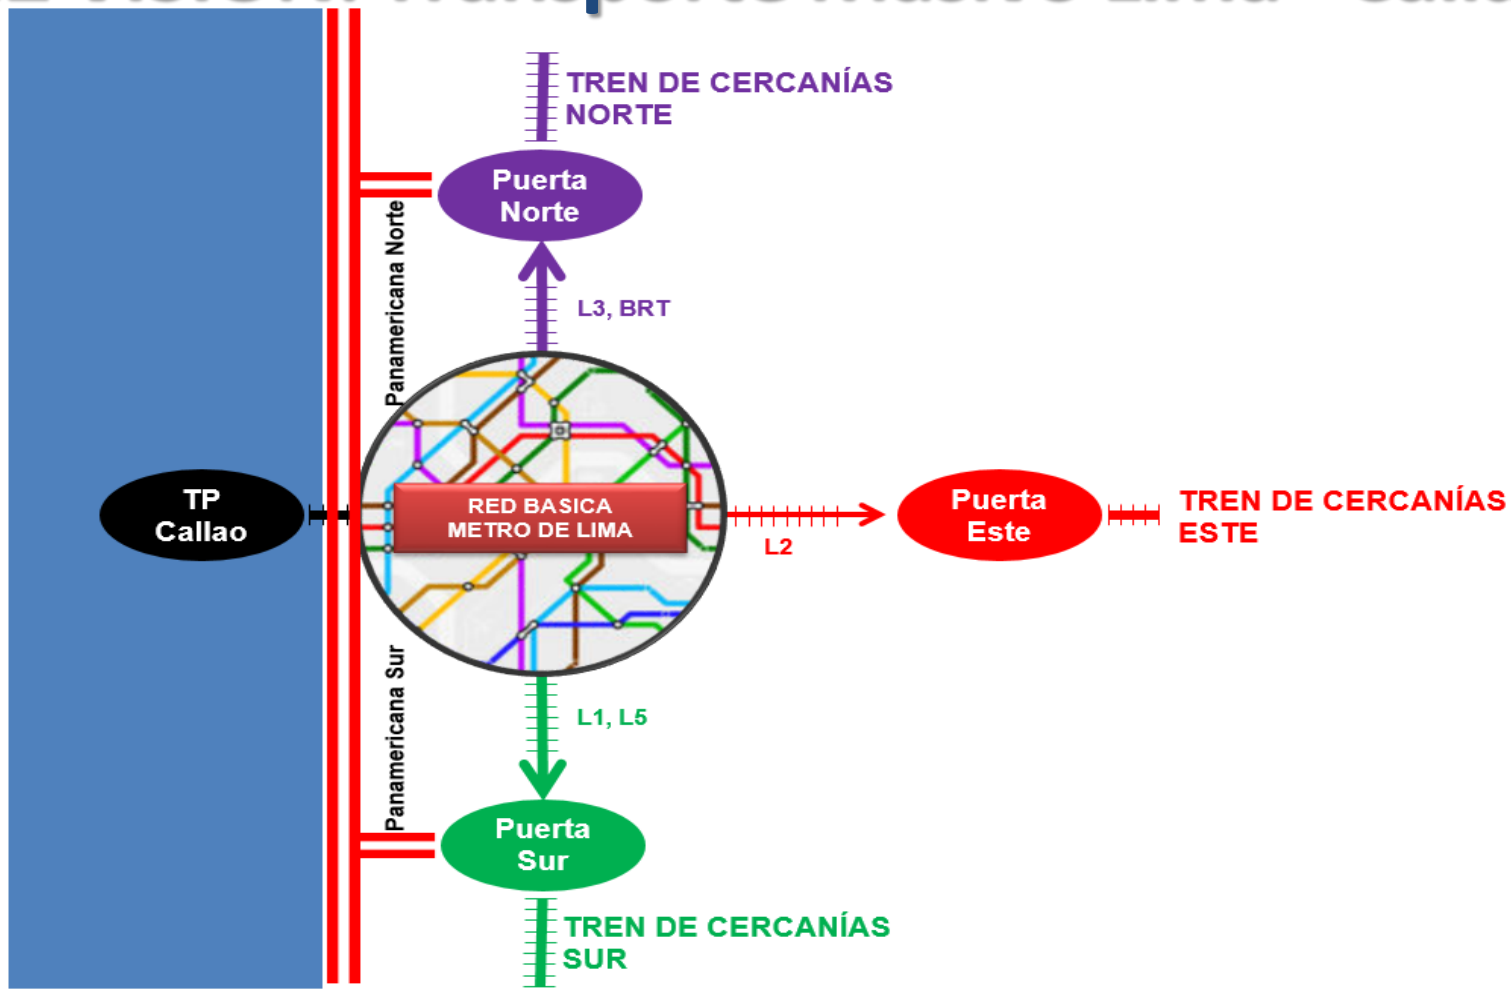 TREN DE CERCANÍAS
NORTE
Puerta
Norte
Panamericana Norte
L3, BRT
TP
Callao
RED BASICA
METRO DE LIMA
L2
Puerta
Este
TREN DE CERCANÍAS
ESTE
Panamericana Sur
L1, L5
Puerta
Sur
TREN DE CERCANÍAS
SUR